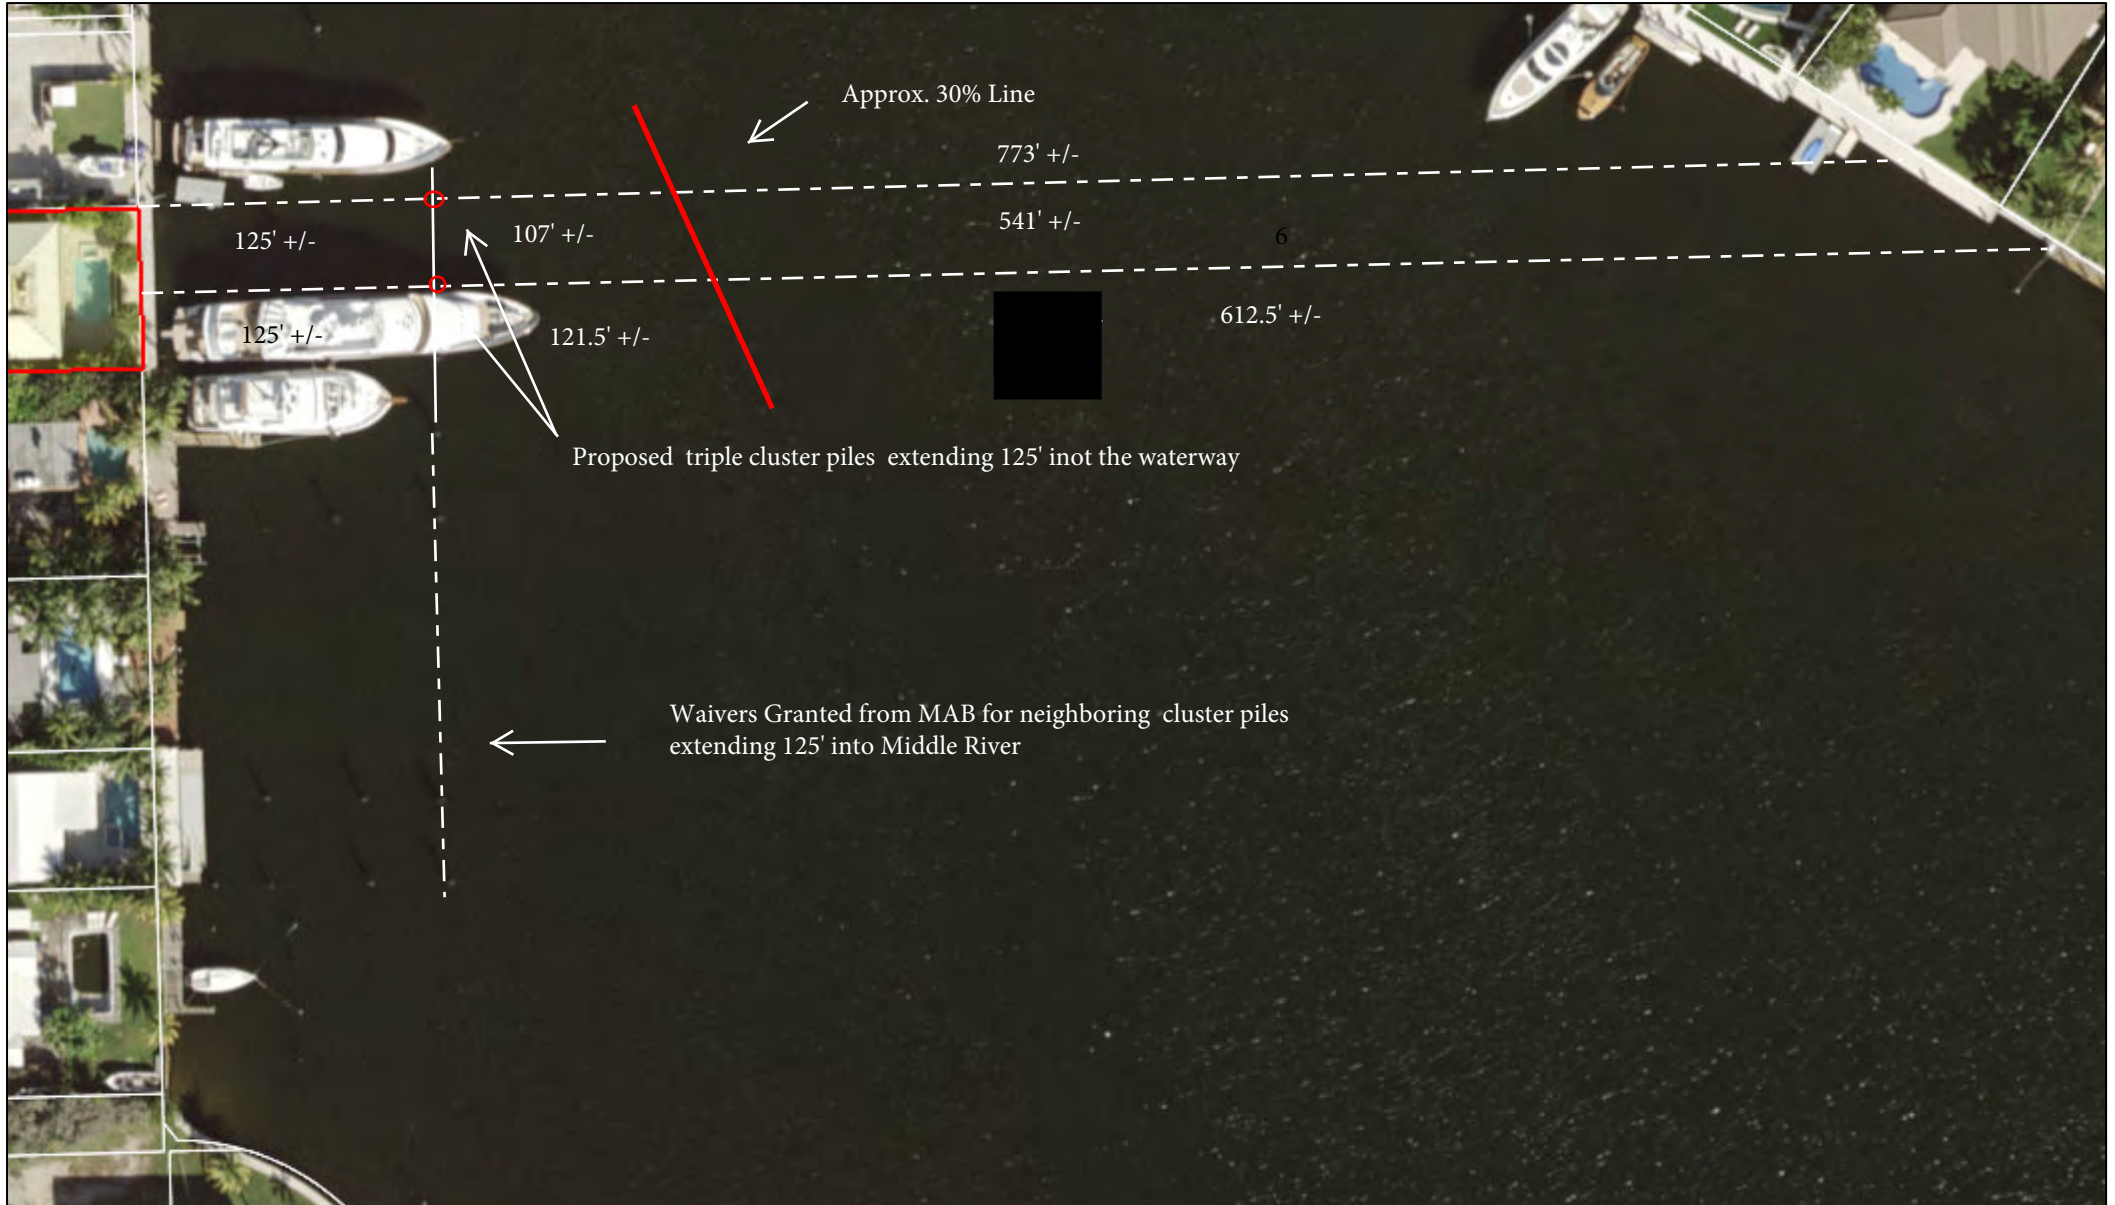 Approx. 30% Line
773' +/-
541' +/-
6
125' +/-
107' +/-
612.5' +/-
125' +/-
121.5' +/-
Proposed triple cluster piles extending 125' inot the waterway
Waivers Granted from MAB for neighboring cluster piles
extending 125' into Middle River